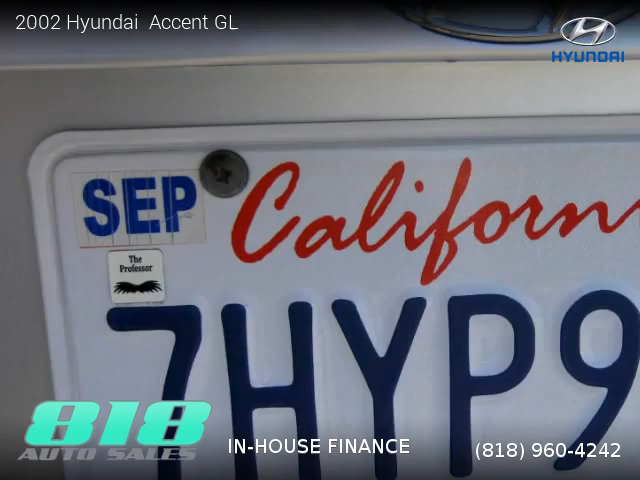 2002 Hyundai Accent GL
HYUNDAI
SEP
Californ
The
Professor
7HYP9
818
AUTO SALES
IN-HOUSE FINANCE
(818) 960-4242